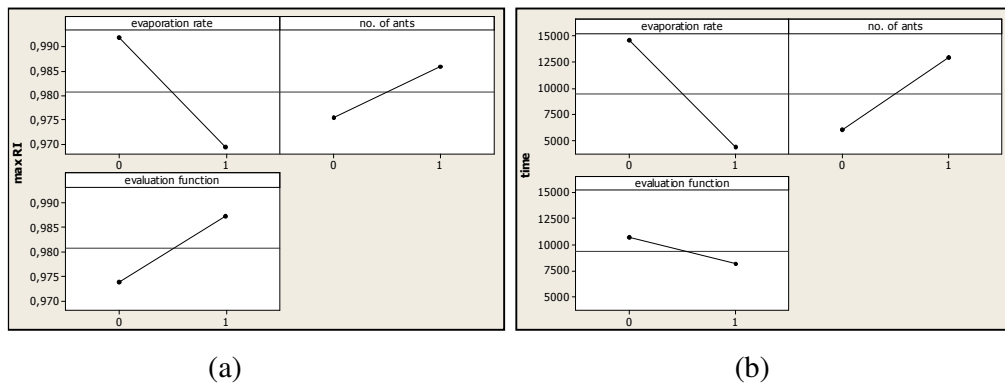 evaporation rate no. of ants
0,990
0,985
0,980
0,975
0,970
0 1 0 1
evaluation function
0,990
0,985
0,980
0,975
0,970
0 1
max RI
(a)
evaporation rate no. of ants
15000
12500
10000
7500
5000
0 1 0 1
evaluation function
15000
12500
10000
7500
5000
0 1
time
(b)